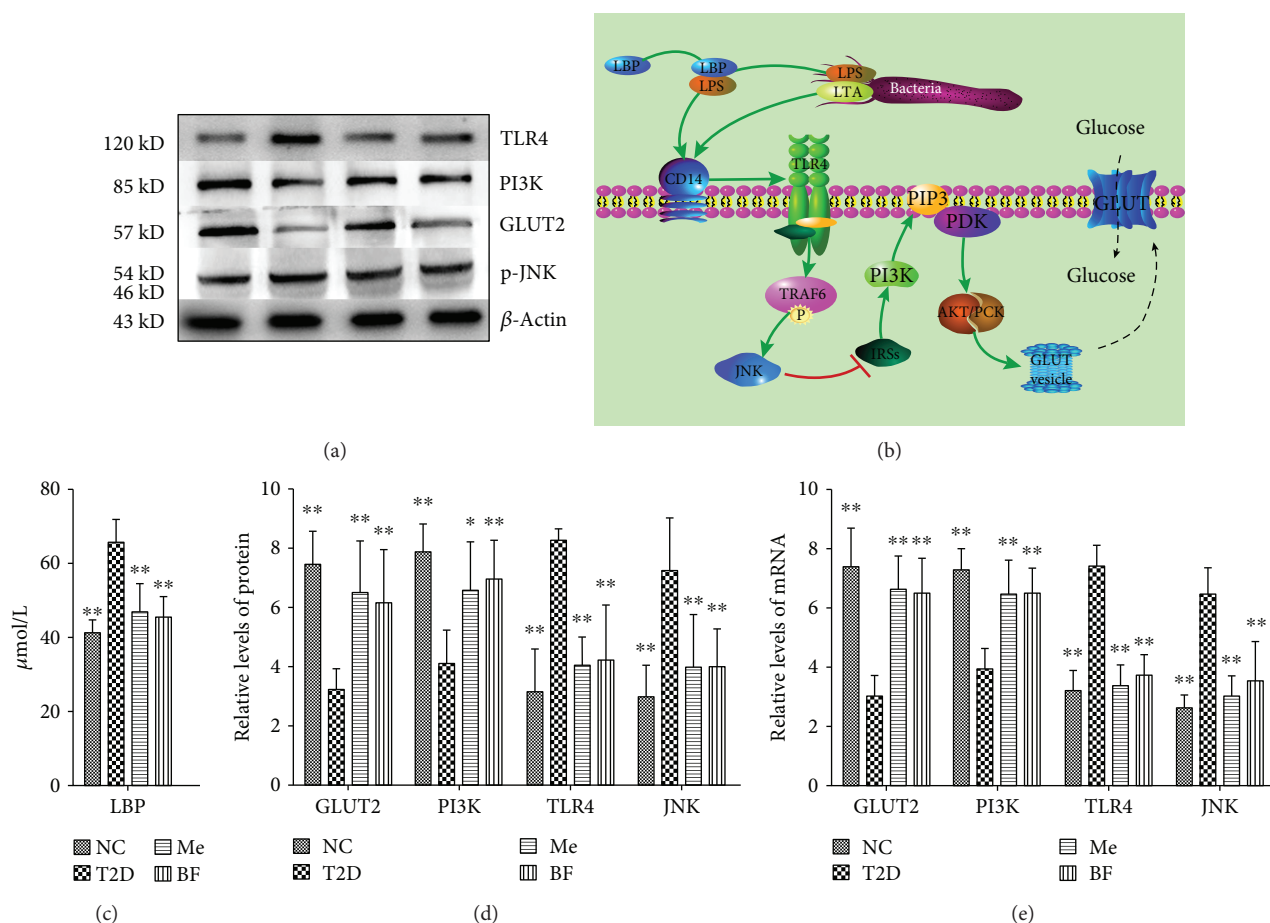 120 kD
TLR4
85 kD
PI3K
57 kD
GLUT2
54 kD
p-JNK
46 kD
43 kD
β-Actin
(a)
LBP
LBP
LPS
LPS
LTA
Bacteria
Glucose
CD14
TLR4
PIP3
PDK
GLUT
PI3K
Glucose
TRAF6
P
AKT/PCK
JNK
IRSs
GLUT
vesicle
(b)
μmol/L
80
60
40
20
0
**
**
**
LBP
NC
Me
T2D
BF
(c)
Relative levels of protein
10
8
6
4
2
0
**
**
**
**
*
**
**
**
**
**
**
**
GLUT2
PI3K
TLR4
JNK
NC
Me
T2D
BF
(d)
Relative levels of mRNA
10
8
6
4
2
0
**
**
**
**
**
**
**
**
**
**
**
**
GLUT2
PI3K
TLR4
JNK
NC
Me
T2D
BF
(e)